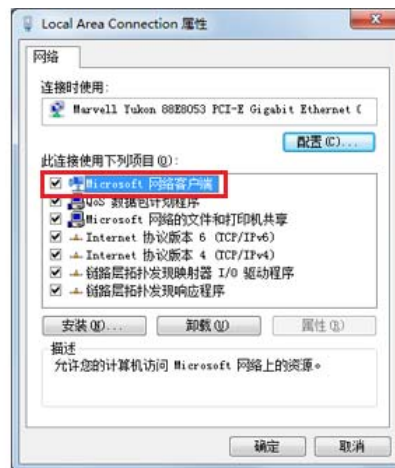 Local Area Connection 属性
网络
连接时使用:
Marvell Yukon 88E8053 PCI-E Gigabit Ethernet (
配置(C)...
此连接使用下列项目(O):
Microsoft 网络客户端
QoS 数据包计划程序
Microsoft 网络的文件和打印机共享
Internet 协议版本 6 (TCP/IPv6)
Internet 协议版本 4 (TCP/IPv4)
链路层拓扑发现映射器 I/O 驱动程序
链路层拓扑发现响应程序
安装(N)... 卸载(U) 属性(R)
描述
允许您的计算机访问 Microsoft 网络上的资源。
确定 取消